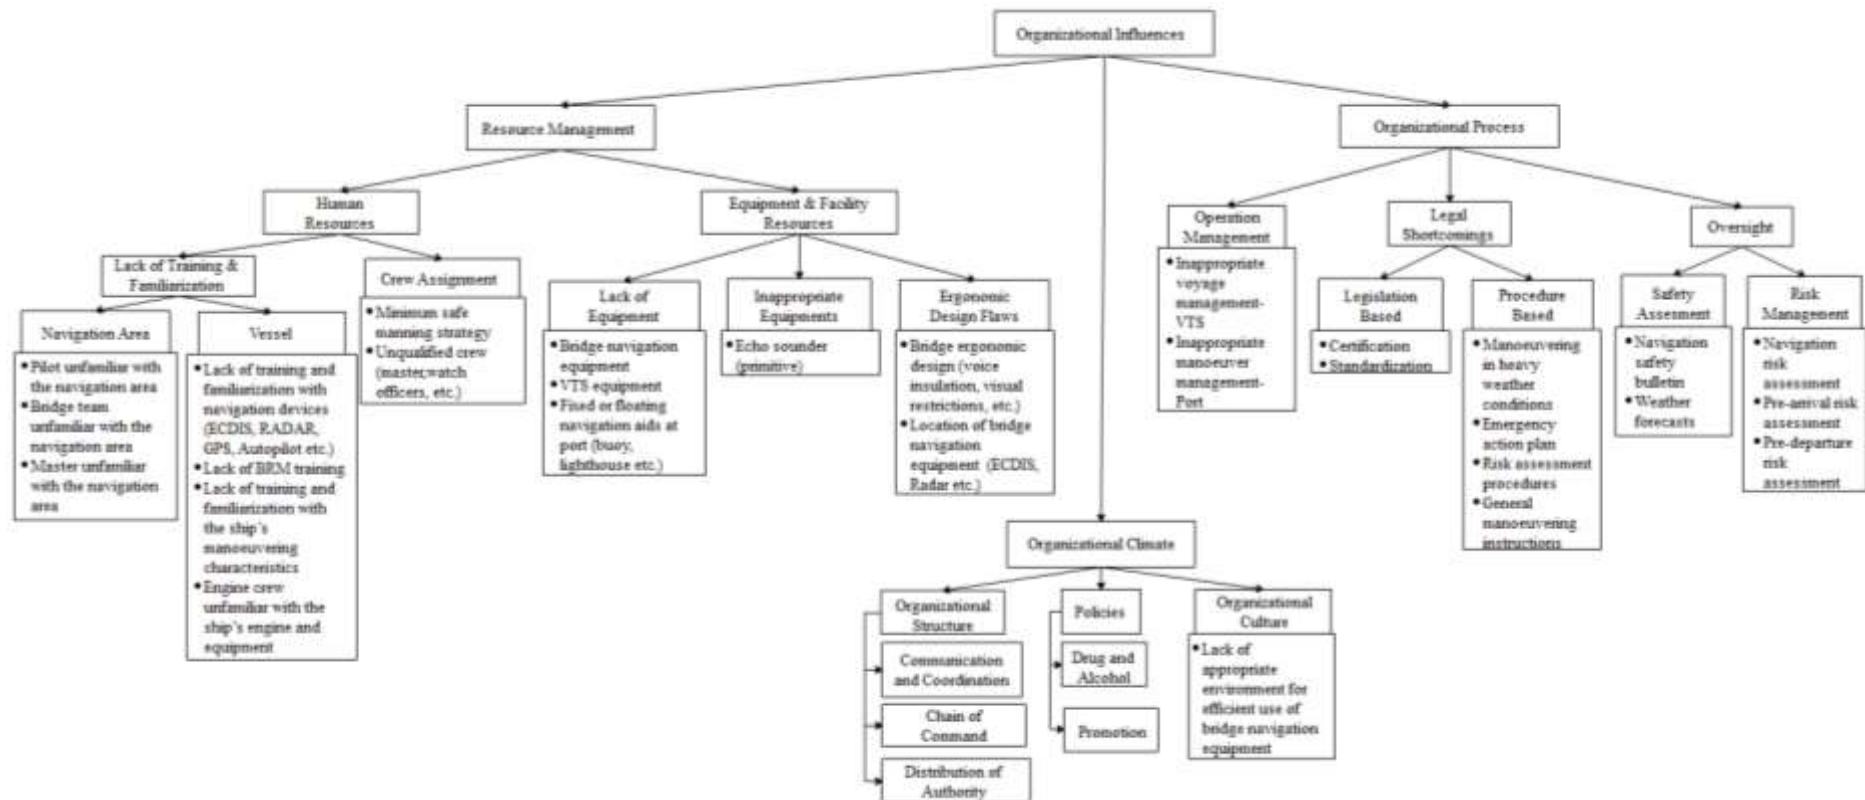 Organizational Influences
Resource Management
Organizational Process
Human
Resources
Equipment & Facility
Resources
Operation
Management
• Inappropriate
voyage
management-
VTS
• Inappropriate
manoeuver
management-
Port
Legal
Shortcomings
Oversight
Lack of Training &
Familiarization
Crew Assignment
• Minimum safe
manning strategy
• Unqualified crew
(master,watch
officers, etc.)
Navigation Area
• Pilot unfamiliar with
the navigation area
• Bridge team
unfamiliar with the
navigation area
• Master unfamiliar
with the navigation
area
Vessel
• Lack of training and
familiarization with
navigation devices
(ECDIS, RADAR,
GPS, Autopilot etc.)
• Lack of BRM training
• Lack of training and
familiarization with
the ship's
manoeuvering
characteristics
• Engine crew
unfamiliar with the
ship's engine and
equipment
Lack of
Equipment
• Bridge navigation
equipment
• VTS equipment
• Fixed or floating
navigation aids at
port (buoy,
lighthouse etc.)
Inappropriate
Equipments
• Echo sounder
(primitive)
Ergonomic
Design Flaws
• Bridge ergonomic
design (voice
insulation, visual
restrictions, etc.)
• Location of bridge
navigation
equipment (ECDIS,
Radar etc.)
Legislation
Based
• Certification
• Standardization
Procedure
Based
• Manoeuvering
in heavy
weather
conditions
• Emergency
action plan
• Risk assessment
procedures
• General
manoeuvering
instructions
Safety
Assesment
• Navigation
safety
bulletin
• Weather
forecasts
Risk
Management
• Navigation
risk
assessment
• Pre-arrival risk
assessment
• Pre-departure
risk
assessment
Organizational Climate
Organizational
Structure
Communication
and Coordination
Chain of
Command
Distribution of
Authority
Policies
Drug and
Alcohol
Promotion
Organizational
Culture
• Lack of
appropriate
environment for
efficient use of
bridge navigation
equipment